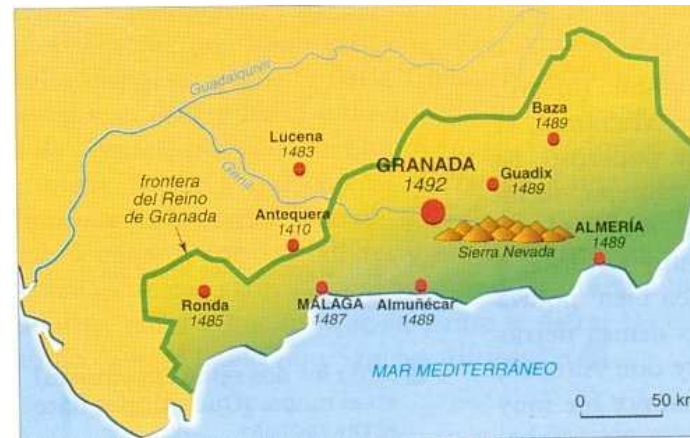 Guadalquivir
Baza
1489
Lucena
1483
Genil
GRANADA
1492
Guadix
1489
frontera
del Reino
de Granada
Antequera
1410
ALMERÍA
1489
Sierra Nevada
Ronda
1485
MÁLAGA
1487
Almuñécar
1489
MAR MEDITERRÁNEO
0 50 km